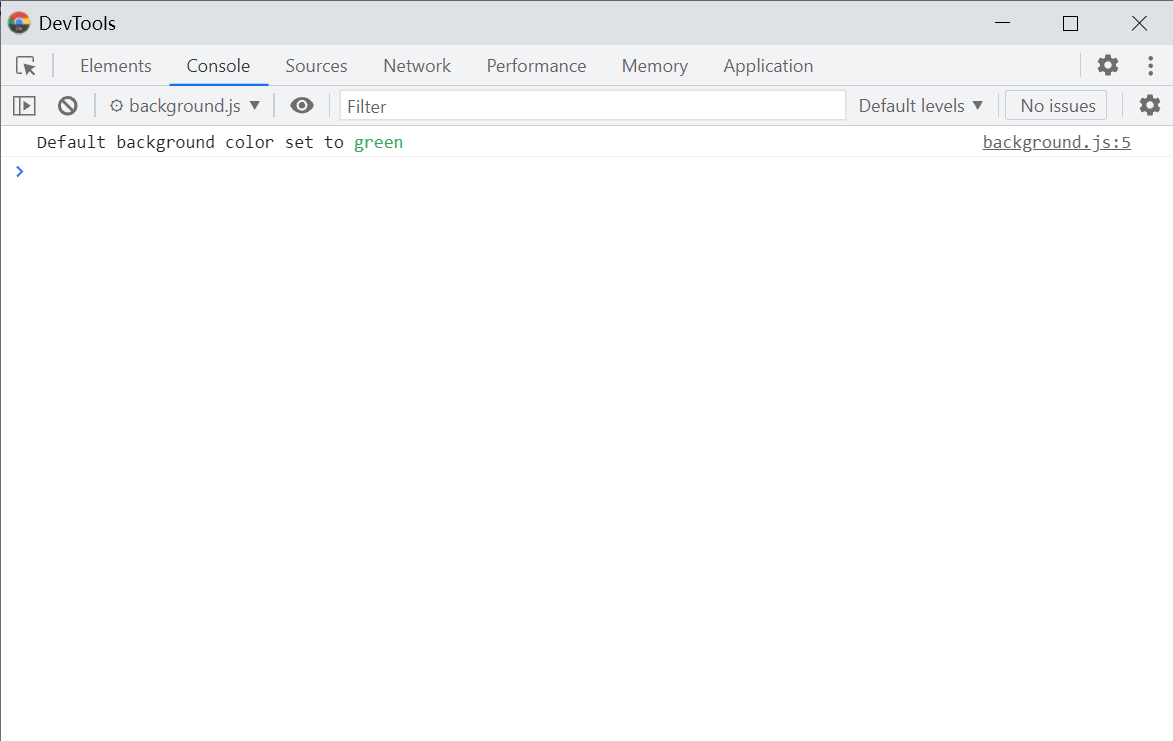 DevTools
Elements Console Sources Network Performance Memory Application
background.js Filter Default levels No issues
Default background color set to green background.js:5